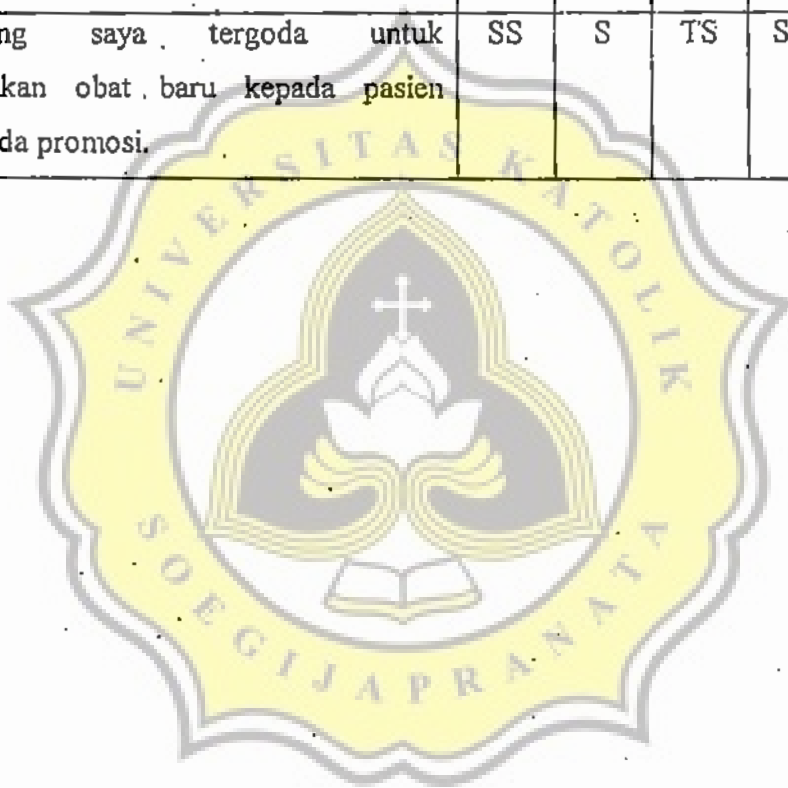 ng saya tergoda untuk SS S TS S
kan obat baru kepada pasien
da promosi.
UNIVERSITAS KATOLIK
SOEGIJAPRANATA